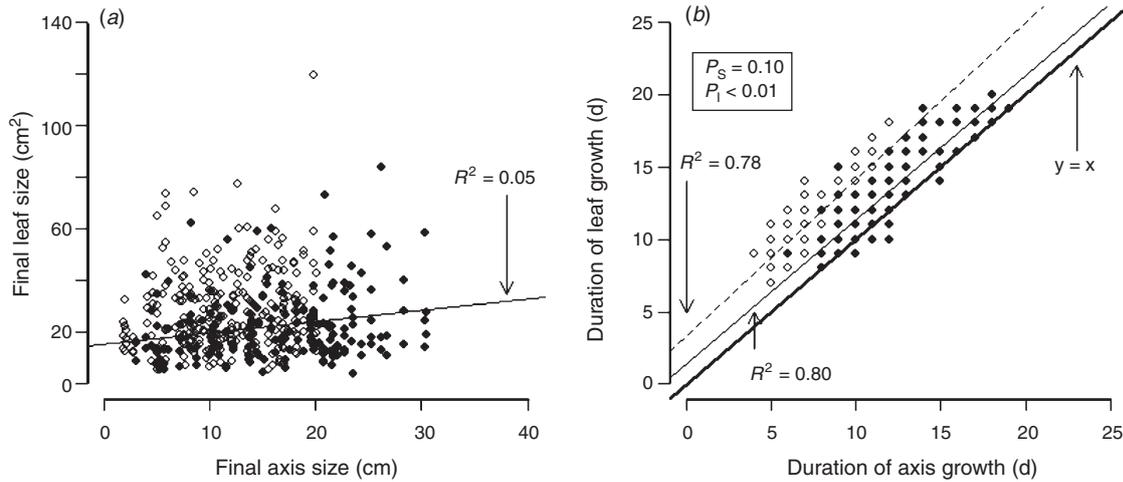 (a)
140
100
60
20
0
Final leaf size (cm²)
R² = 0.05
0 10 20 30 40
Final axis size (cm)
(b)
25
20
15
10
5
0
Duration of leaf growth (d)
P_S = 0.10
P_I < 0.01
R² = 0.78
y = x
R² = 0.80
0 5 10 15 20 25
Duration of axis growth (d)